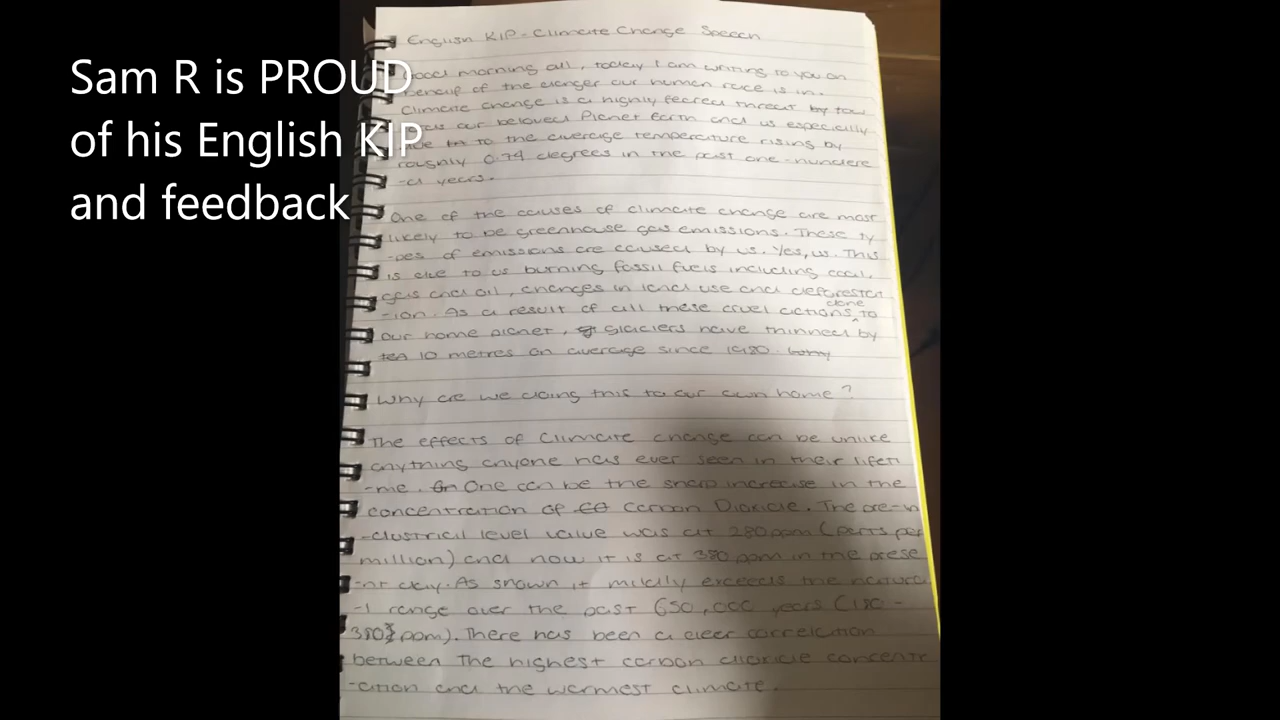 Sam R is PROUD
of his English KIP
and feedback
English KIP - Climate Change Speech
Good morning all, today I am writing to you on
behalf of the danger our human race is in.
Climate change is a highly feared threat by tow
our beloved Planet Earth and us especially
due to the average temperature rising by
roughly 0.74 degrees in the past one-hundere
-d years.
One of the causes of climate change are most
likely to be greenhouse gas emissions. These ty
-pes of emissions are caused by us. Yes, us. This
is due to us burning fossil fuels including coal,
gas and oil, changes in land use and deforestat
-ion. As a result of all these cruel actions done to
our home planet, glaciers have thinned by
ten 10 metres on average since 1980.
Why are we doing this to our own home?
The effects of Climate change can be unlike
anything anyone has ever seen in their lifeti
-me. One can be the sharp increase in the
concentration of CO Carbon Dioxide. The pre-in
-dustrical level value was at 280ppm (parts per
million) and now it is at 380ppm in the prese
-nt day. As shown it mildly exceeds the natura
-l range over the past 650,000 years (180-
380 ppm). There has been a clear correlation
between the highest carbon dioxide concentr
-ation and the warmest climate.